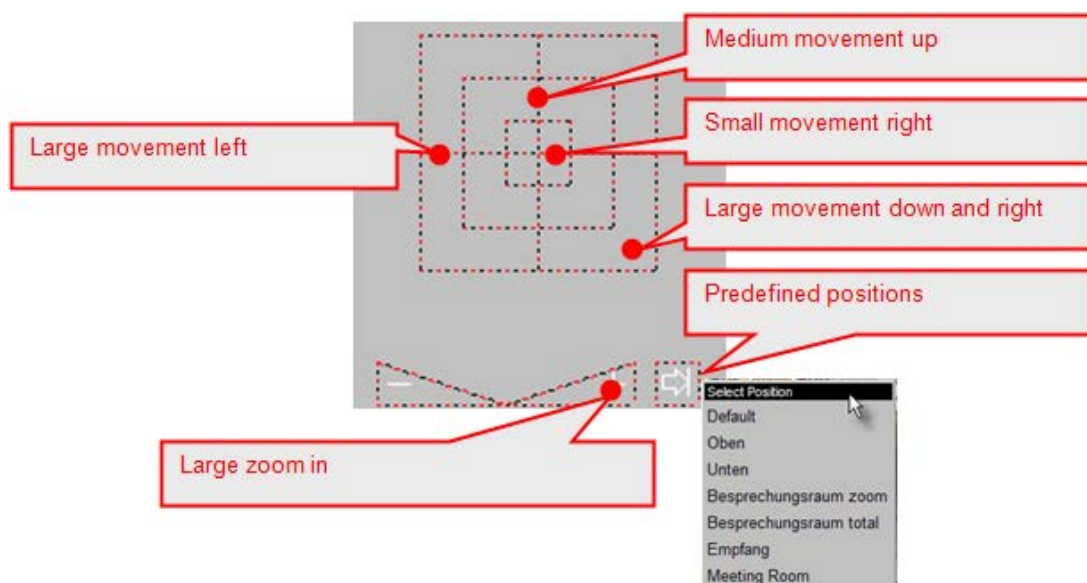 Medium movement up
Small movement right
Large movement left
Large movement down and right
Predefined positions
Large zoom in
Select Position
Default
Oben
Unten
Besprechungsraum zoom
Besprechungsraum total
Empfang
Meeting Room